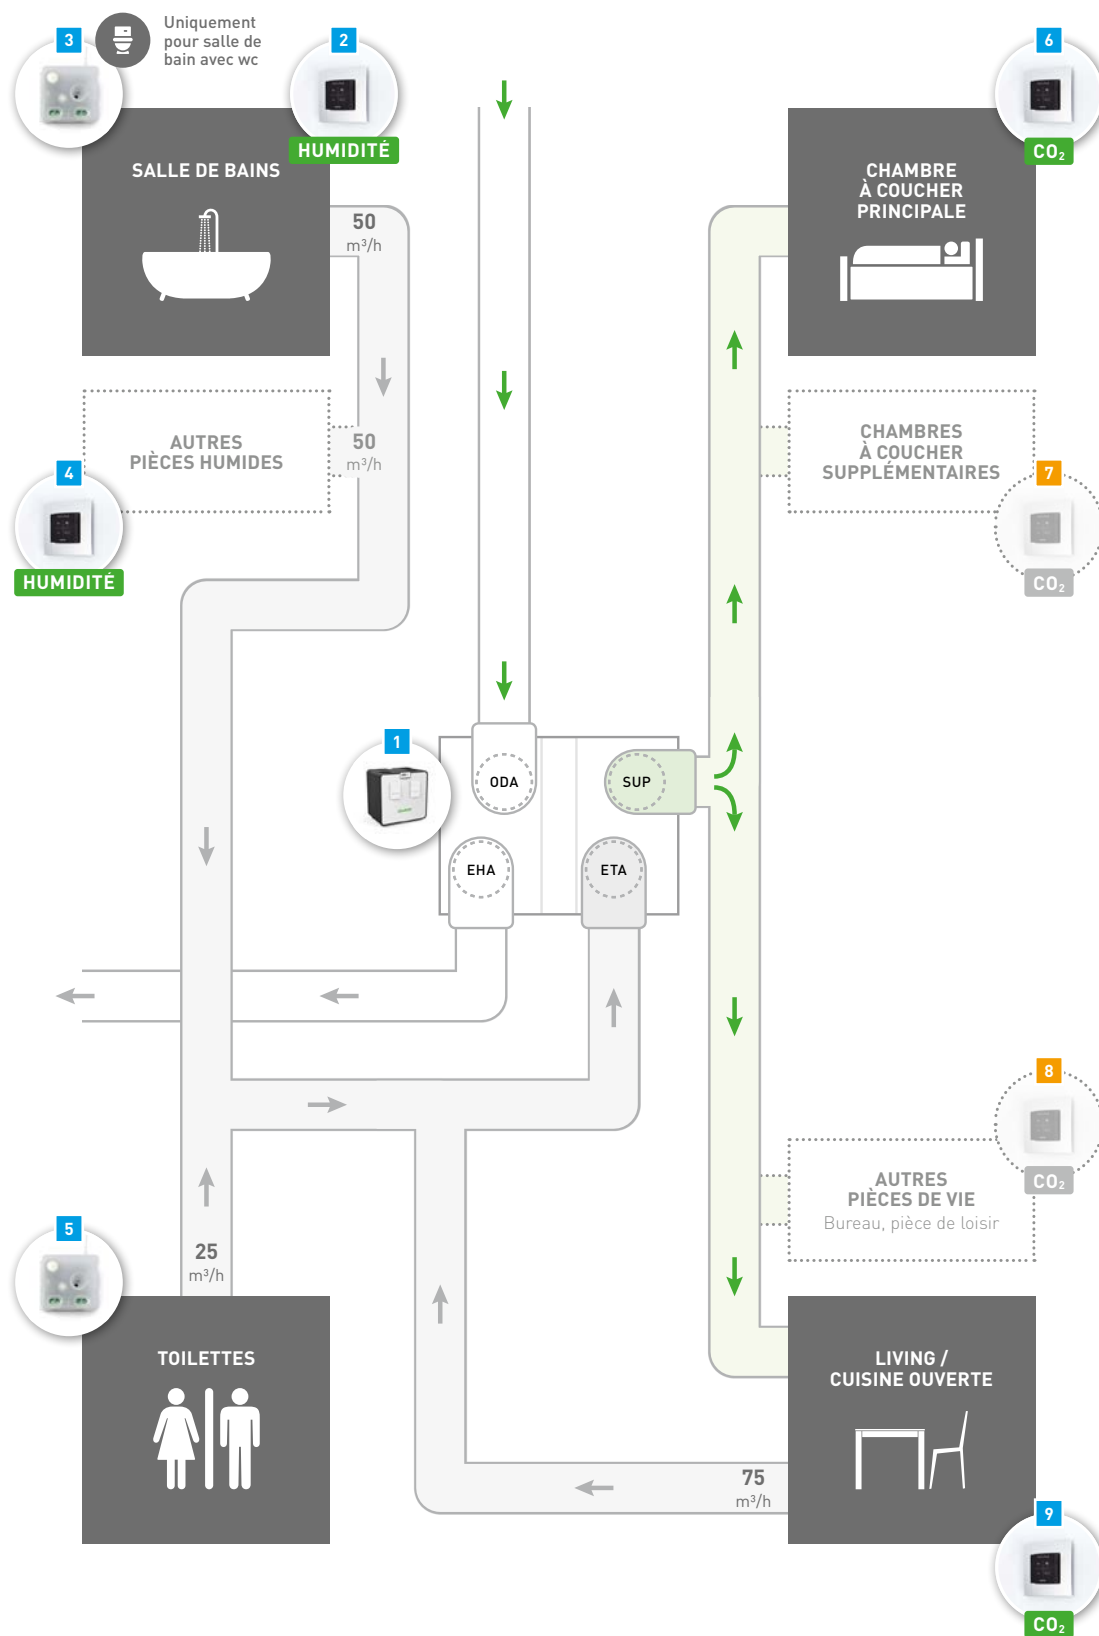 3
Uniquement
pour salle de
bain avec wc
2
HUMIDITÉ
SALLE DE BAINS
50
m³/h
6
CO₂
CHAMBRE
À COUCHER
PRINCIPALE
AUTRES
PIÈCES HUMIDES
50
m³/h
4
HUMIDITÉ
CHAMBRES
À COUCHER
SUPPLÉMENTAIRES
7
CO₂
1
ODA
SUP
EHA
ETA
8
CO₂
AUTRES
PIÈCES DE VIE
Bureau, pièce de loisir
5
25
m³/h
TOILETTES
LIVING /
CUISINE OUVERTE
75
m³/h
9
CO₂